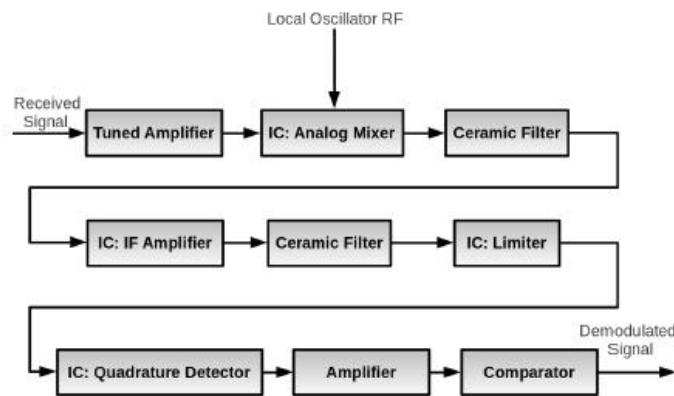 Local Oscillator RF
Received
Signal
Tuned Amplifier
IC: Analog Mixer
Ceramic Filter
IC: IF Amplifier
Ceramic Filter
IC: Limiter
Demodulated
Signal
IC: Quadrature Detector
Amplifier
Comparator